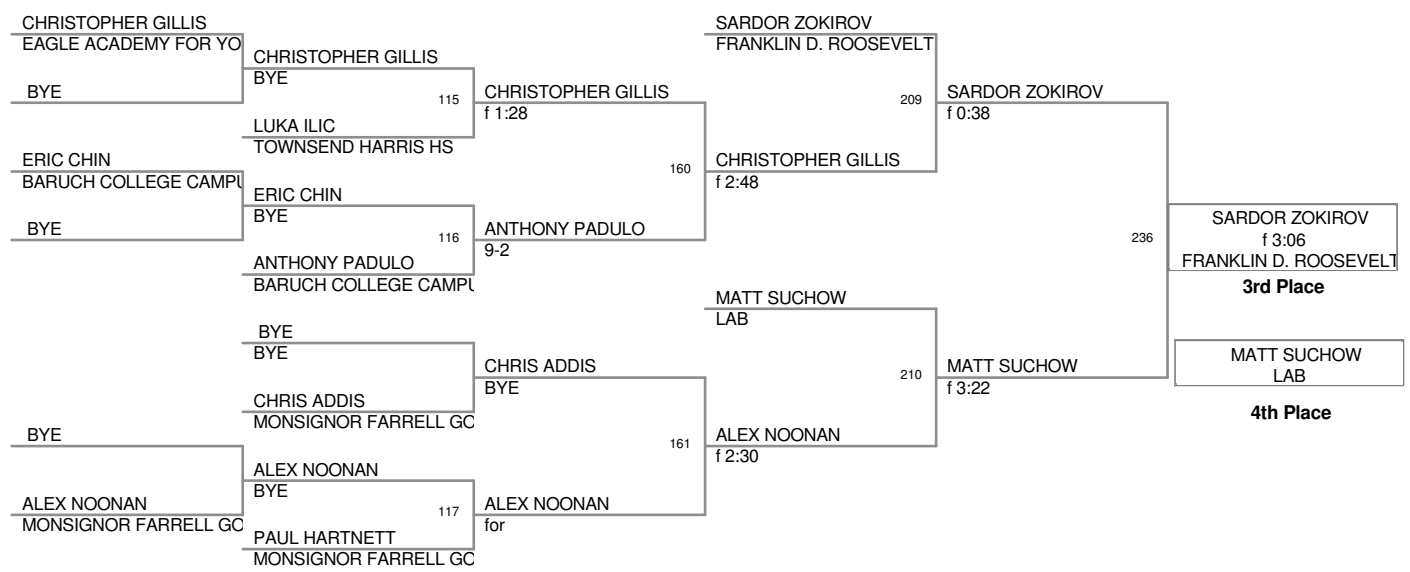 CHRISTOPHER GILLIS
EAGLE ACADEMY FOR YO
BYE
ERIC CHIN
BARUCH COLLEGE CAMPU
BYE
BYE
ALEX NOONAN
MONSIGNOR FARRELL GO
CHRISTOPHER GILLIS
BYE
115
LUKA ILIC
TOWNSEND HARRIS HS
ERIC CHIN
BYE
116
ANTHONY PADULO
BARUCH COLLEGE CAMPU
BYE
BYE
CHRIS ADDIS
MONSIGNOR FARRELL GO
ALEX NOONAN
BYE
117
PAUL HARTNETT
MONSIGNOR FARRELL GO
CHRISTOPHER GILLIS
f 1:28
160
ANTHONY PADULO
9-2
CHRIS ADDIS
BYE
161
ALEX NOONAN
for
SARDOR ZOKIROV
FRANKLIN D. ROOSEVELT
209
CHRISTOPHER GILLIS
f 2:48
MATT SUCHOW
LAB
210
ALEX NOONAN
f 2:30
SARDOR ZOKIROV
f 0:38
236
MATT SUCHOW
f 3:22
SARDOR ZOKIROV
f 3:06
FRANKLIN D. ROOSEVELT
3rd Place
MATT SUCHOW
LAB
4th Place